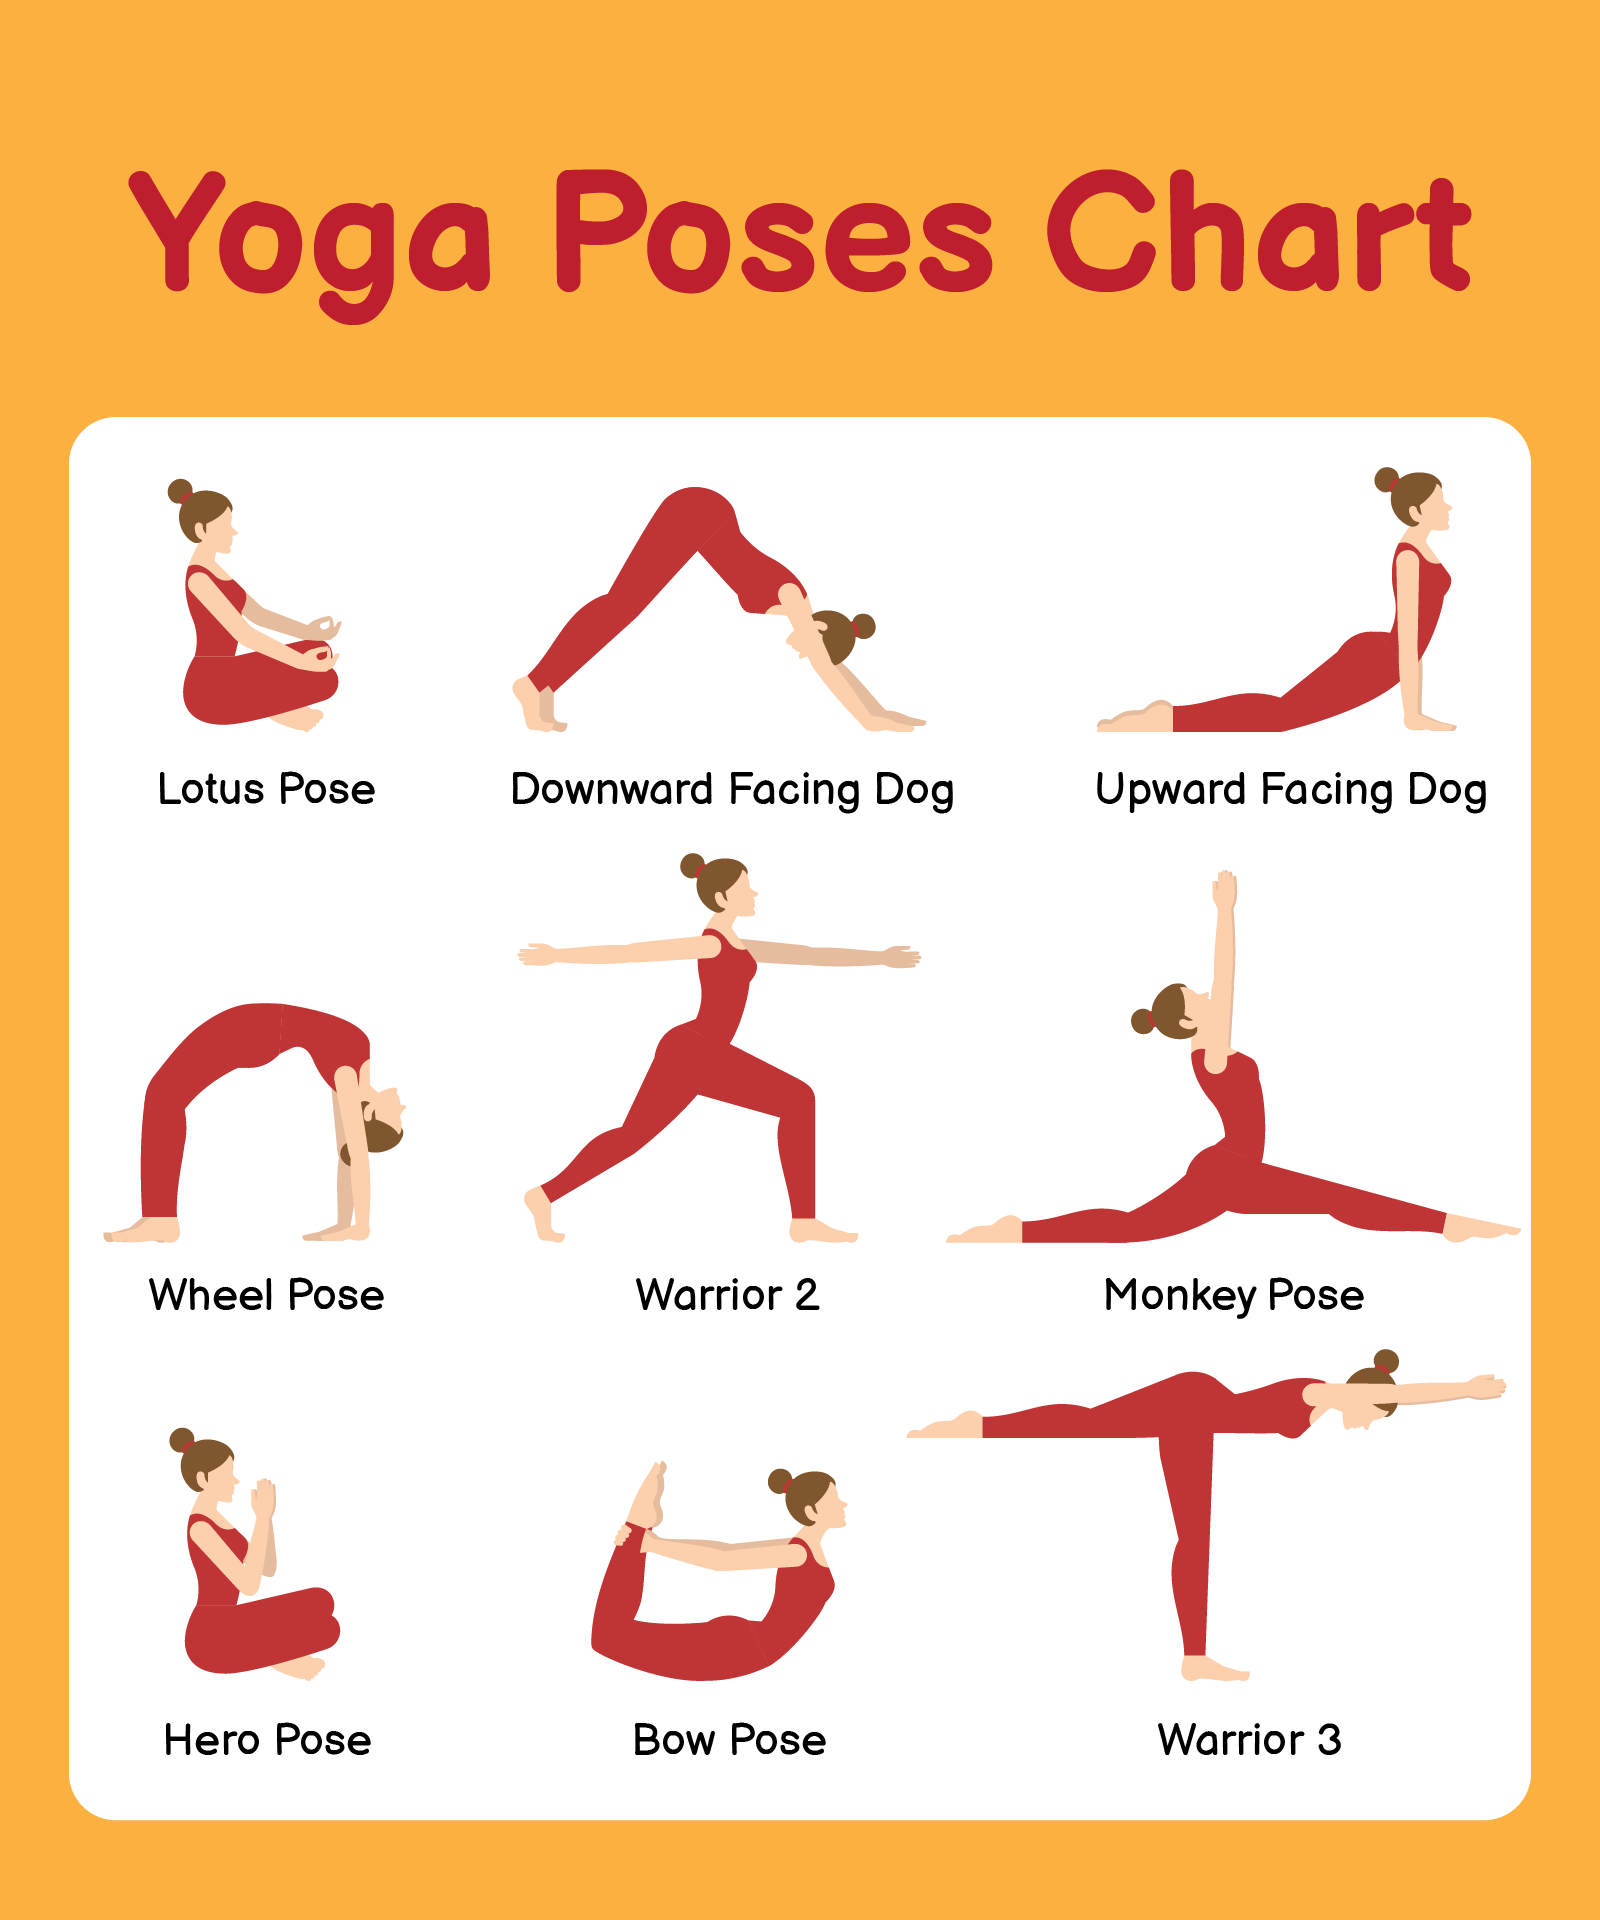 Yoga Poses Chart
Lotus Pose
Downward Facing Dog
Upward Facing Dog
Wheel Pose
Warrior 2
Monkey Pose
Hero Pose
Bow Pose
Warrior 3